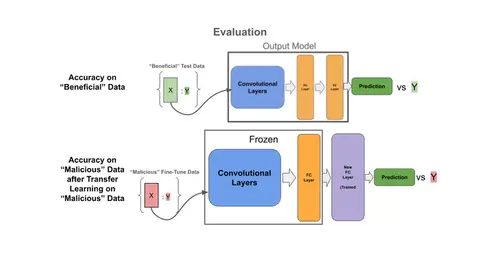 Evaluation
Output Model
"Beneficial" Test Data
Accuracy on
"Beneficial" Data
X
: y
Convolutional
Layers
FC
Layer
FC
Layer
Prediction
vs Y
Frozen
Accuracy on
"Malicious" Data
after Transfer
Learning on
"Malicious" Data
"Malicious" Fine-Tune Data
X
: y
Convolutional
Layers
FC
Layer
New
FC
Layer
(Trained
Prediction
vs Y